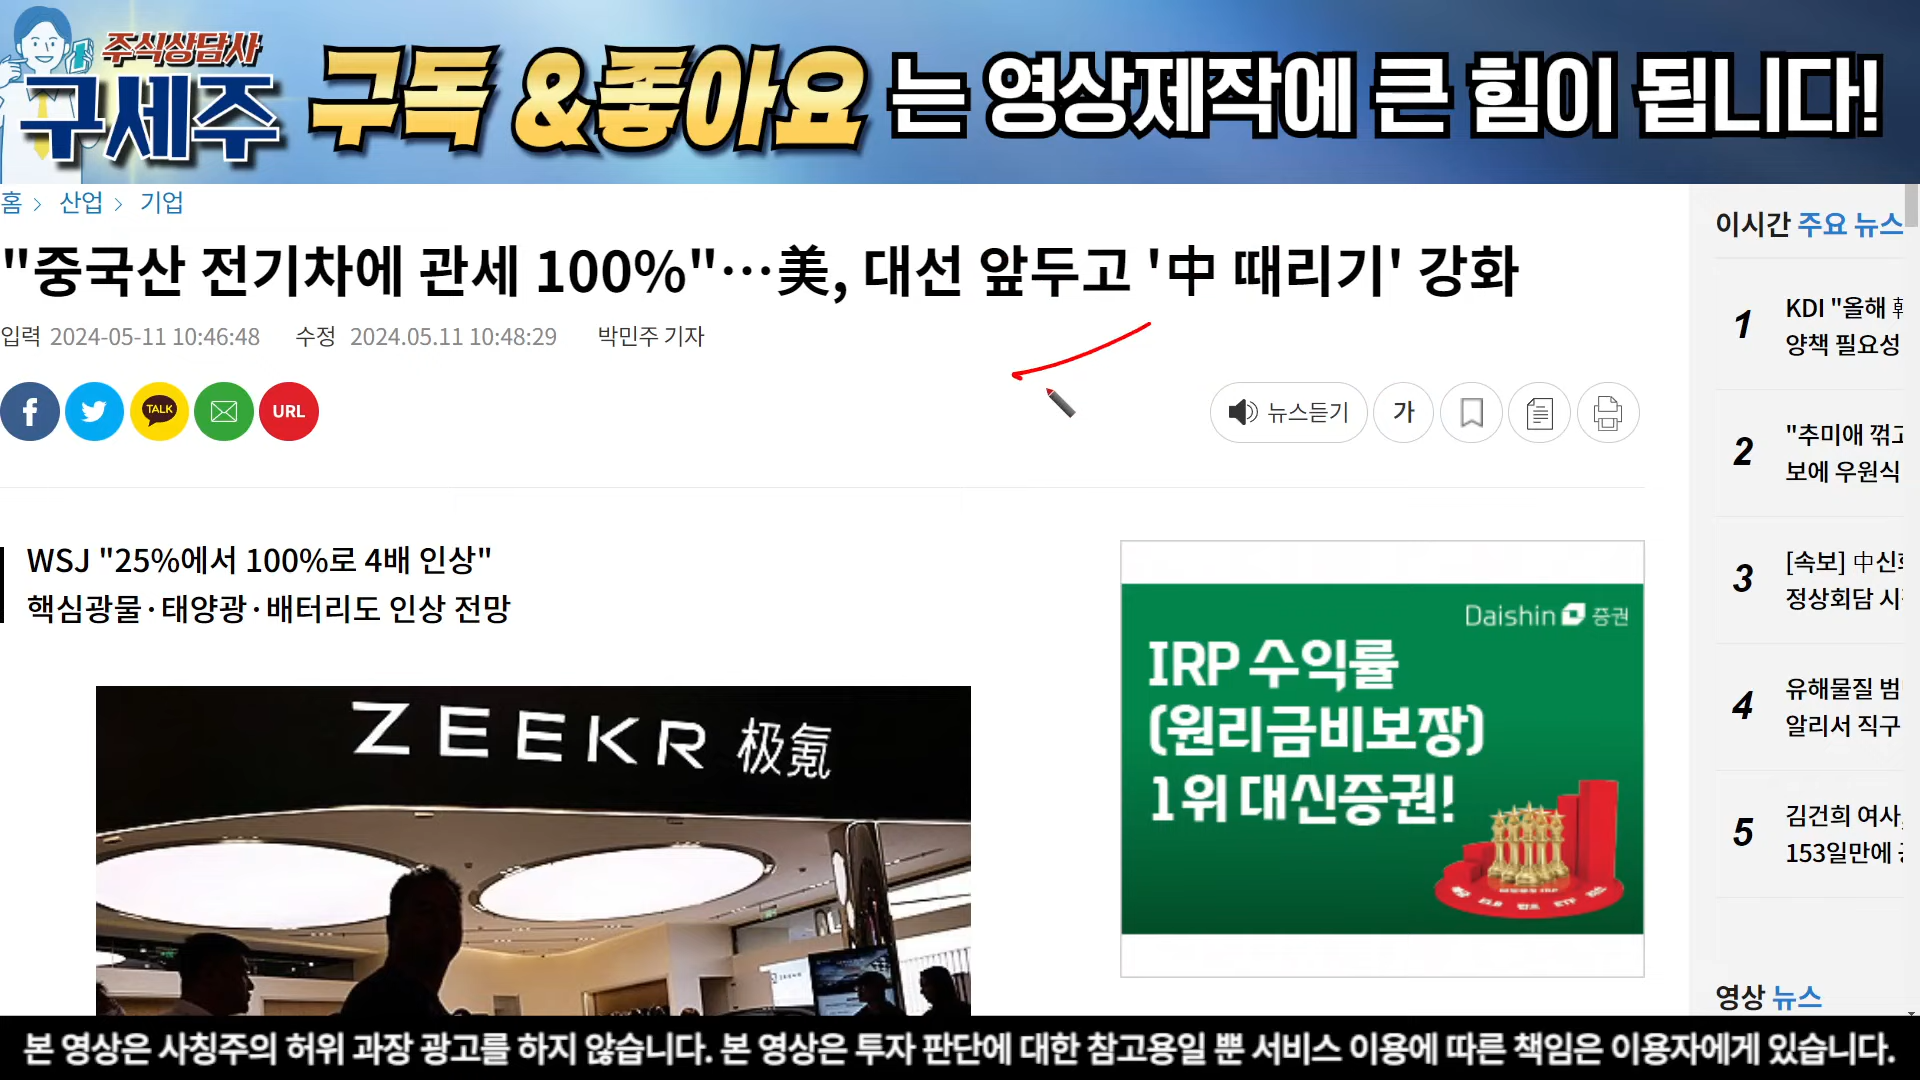 주식상담사
구세주
구독 &좋아요 는 영상제작에 큰 힘이 됩니다!
홈 > 산업 > 기업
"중국산 전기차에 관세 100%"…美, 대선 앞두고 '中 때리기' 강화
입력 2024-05-11 10:46:48 수정 2024.05.11 10:48:29 박민주 기자
TALK
URL
뉴스듣기
가
WSJ "25%에서 100%로 4배 인상"
핵심광물·태양광·배터리도 인상 전망
ZEEKR 极氪
Daishin 증권
IRP 수익률
(원리금비보장)
1위 대신증권!
이시간 주요 뉴스
1
KDI "올해
양책 필요성
2
"추미애 꺾고
보에 우원식
3
[속보] 中신화
정상회담 시
4
유해물질 범
알리서 직구
5
김건희 여사,
153일만에
영상 뉴스
본 영상은 사칭주의 허위 과장 광고를 하지 않습니다. 본 영상은 투자 판단에 대한 참고용일 뿐 서비스 이용에 따른 책임은 이용자에게 있습니다.